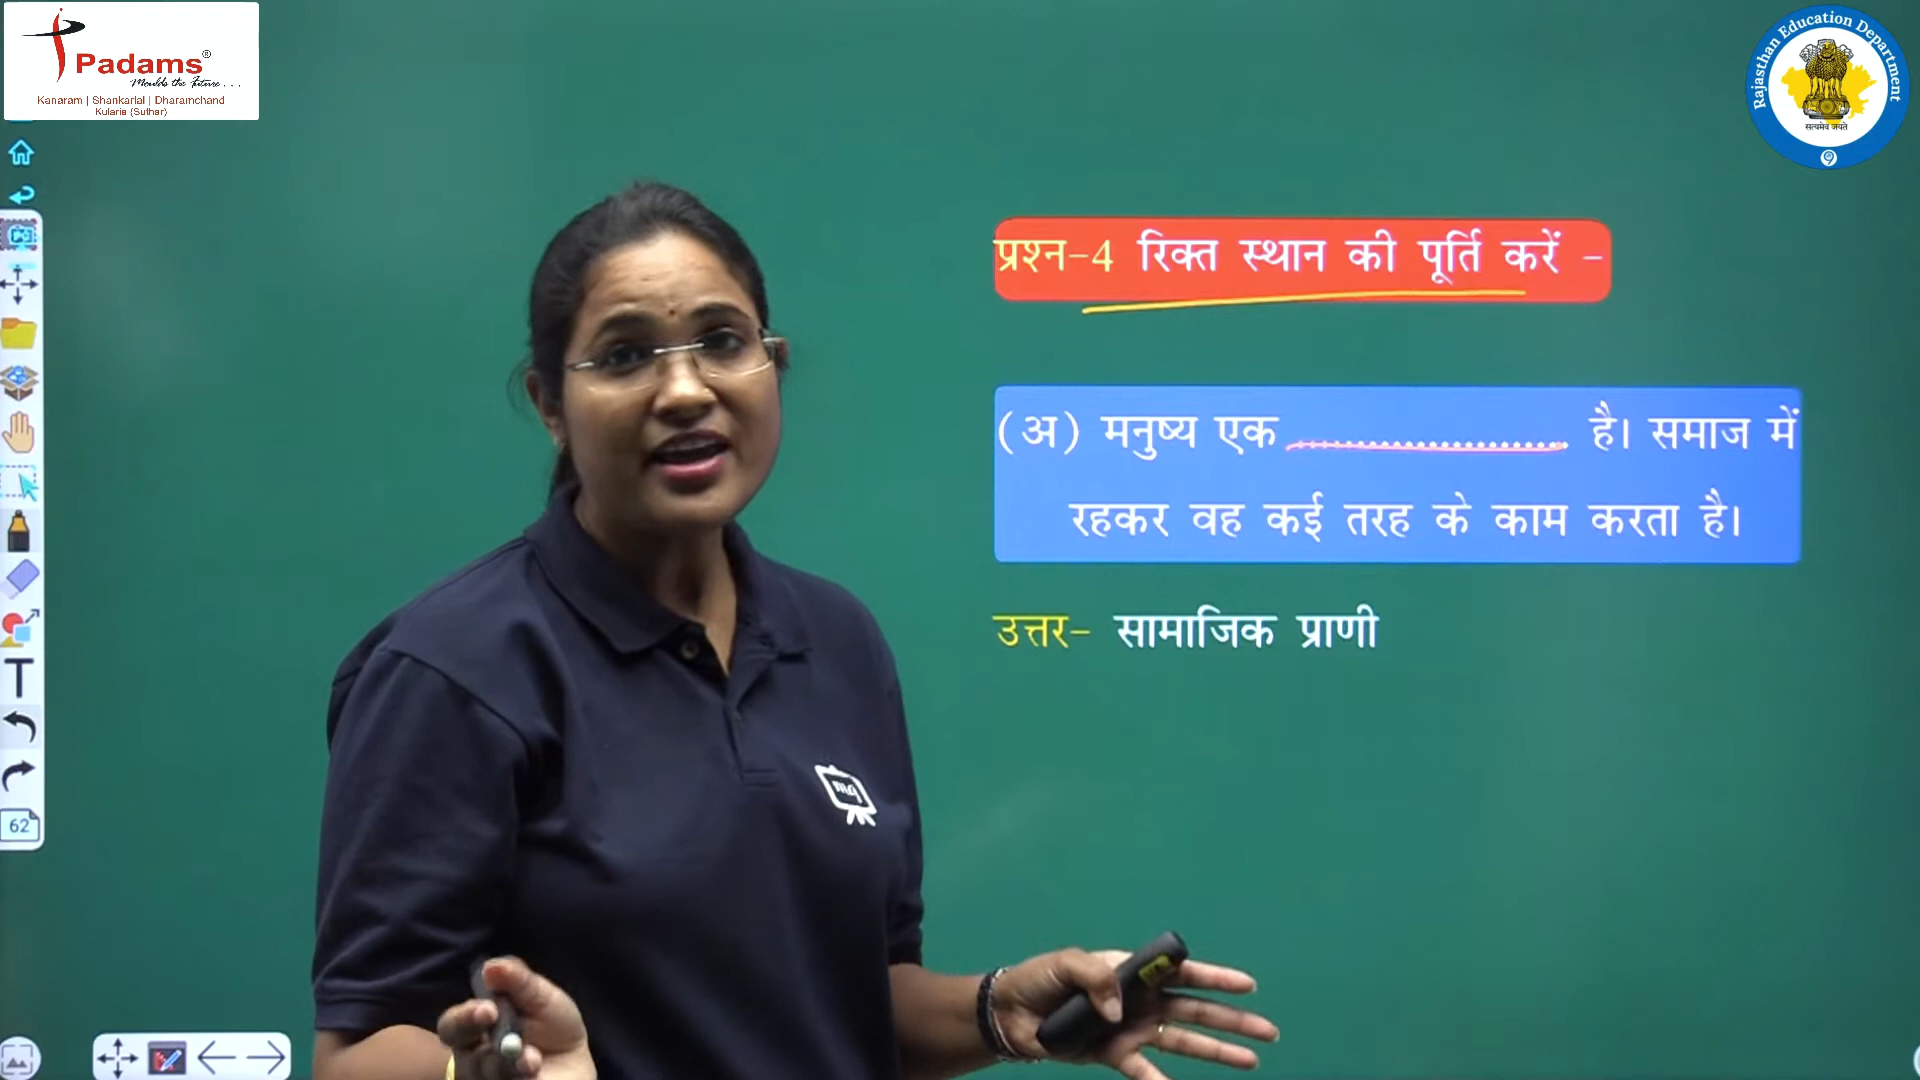 Padams®
Moulds the Future...
Kanaram | Shankarlal | Dharamchand
Kularia (Suthar)
Rajasthan Education Department
सत्यमेव जयते
प्रश्न-4 रिक्त स्थान की पूर्ति करें -
(अ) मनुष्य एक .............................. है। समाज में
रहकर वह कई तरह के काम करता है।
उत्तर- सामाजिक प्राणी
T
62